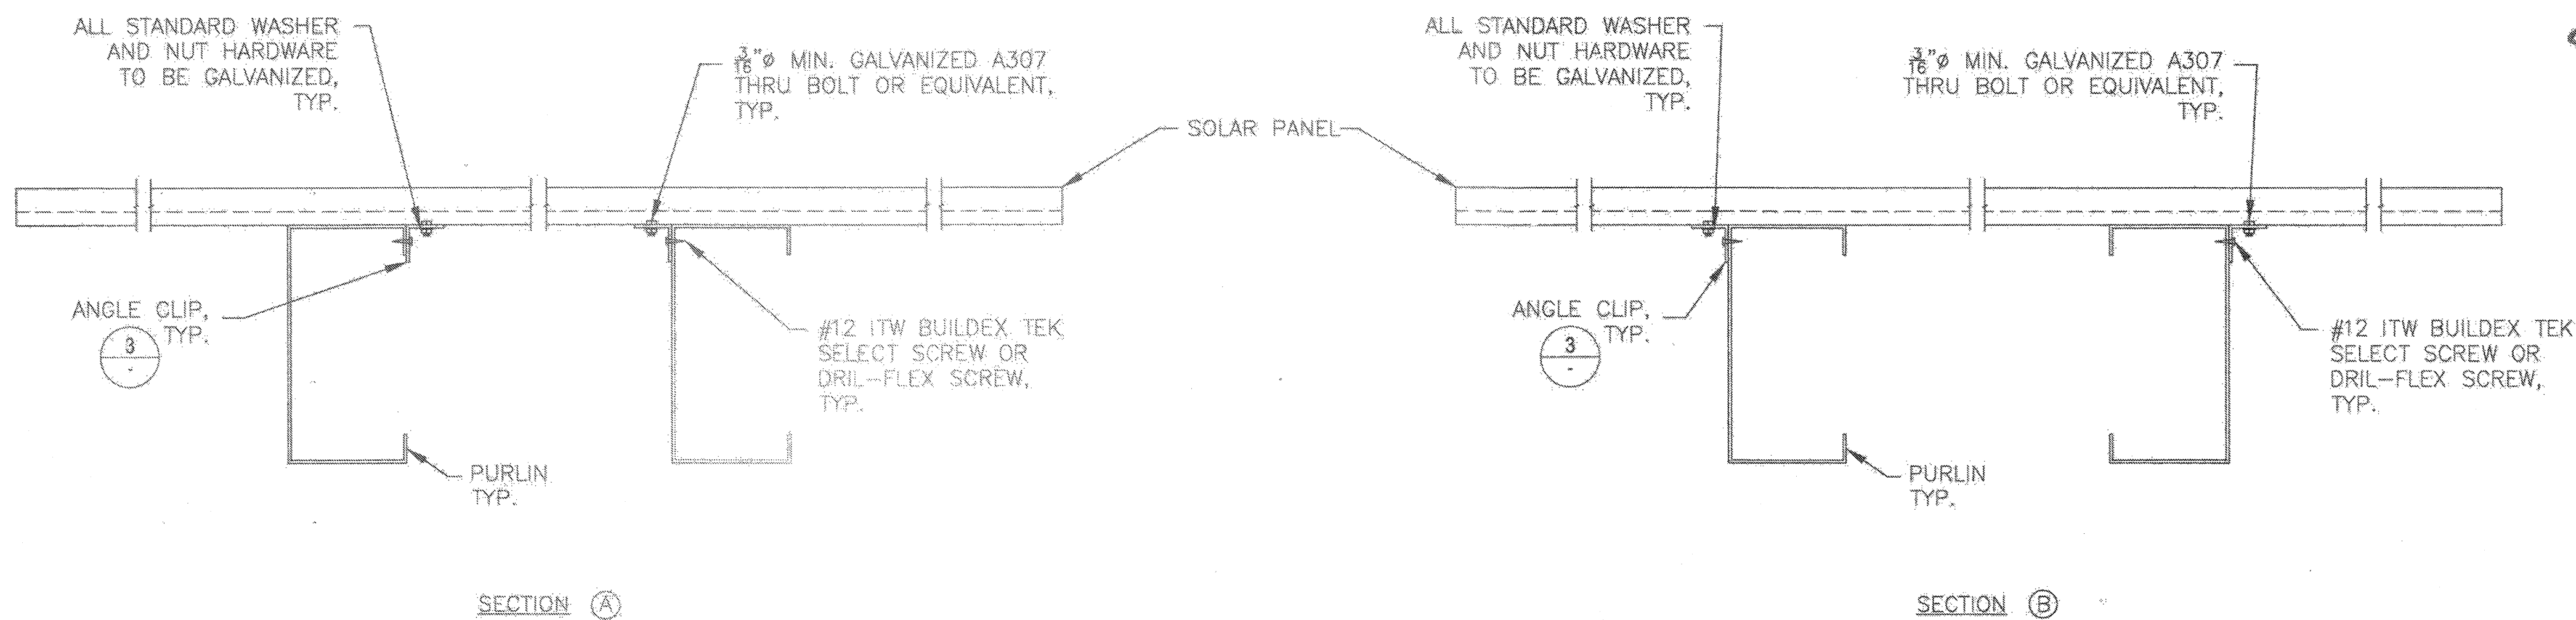 ALL STANDARD WASHER
AND NUT HARDWARE
TO BE GALVANIZED,
TYP.
3/16"ø MIN. GALVANIZED A307
THRU BOLT OR EQUIVALENT,
TYP.
SOLAR PANEL
ANGLE CLIP,
TYP.
3
-
#12 ITW BUILDEX TEK
SELECT SCREW OR
DRIL-FLEX SCREW,
TYP.
PURLIN
TYP.
SECTION A
ALL STANDARD WASHER
AND NUT HARDWARE
TO BE GALVANIZED,
TYP.
3/16"ø MIN. GALVANIZED A307
THRU BOLT OR EQUIVALENT,
TYP.
ANGLE CLIP,
TYP.
3
-
#12 ITW BUILDEX TEK
SELECT SCREW OR
DRIL-FLEX SCREW,
TYP.
PURLIN
TYP.
SECTION B